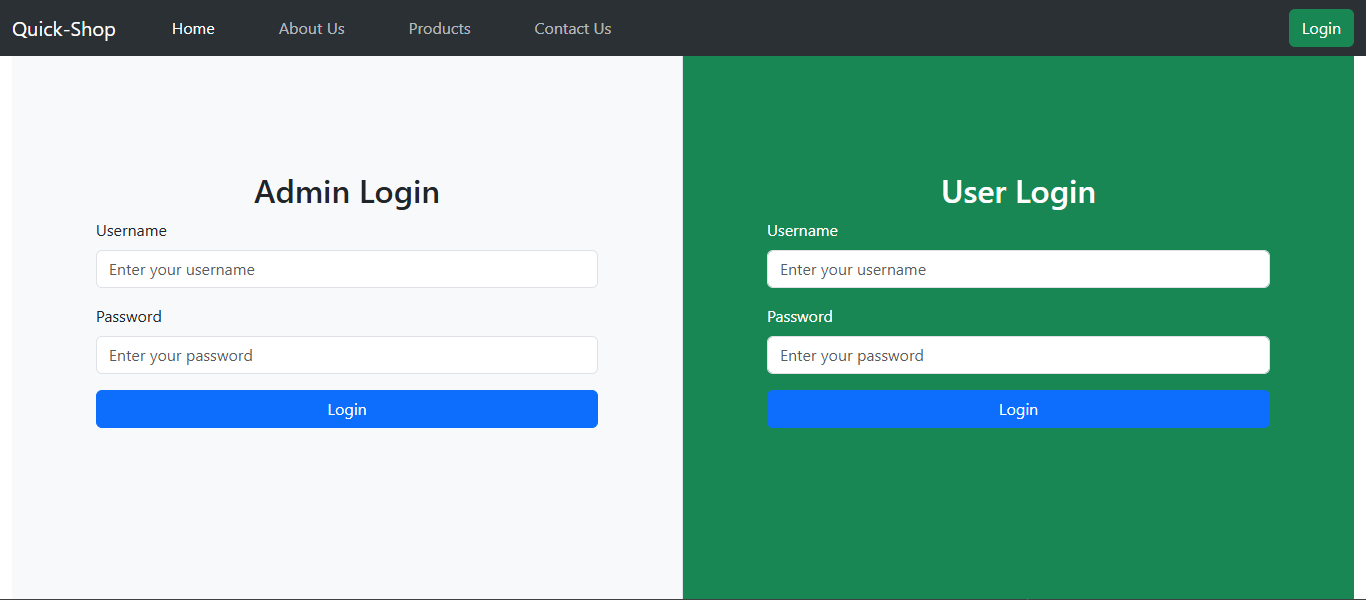 Quick-Shop Home About Us Products Contact Us Login
Admin Login
Username
Enter your username
Password
Enter your password
Login
User Login
Username
Enter your username
Password
Enter your password
Login